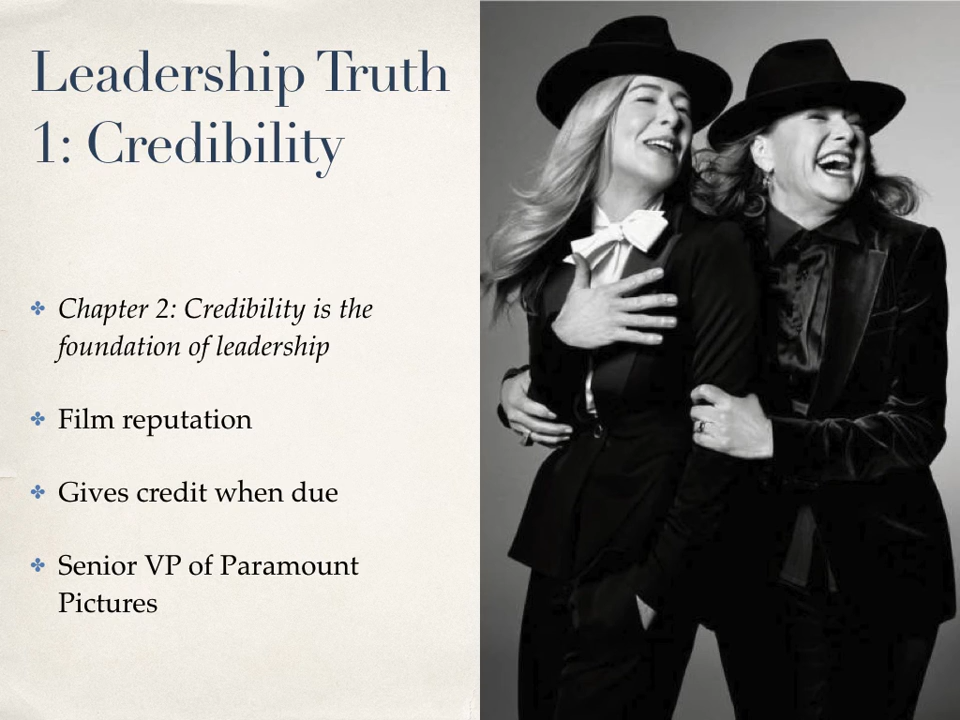 Leadership Truth
1: Credibility
Chapter 2: Credibility is the
foundation of leadership
Film reputation
Gives credit when due
Senior VP of Paramount
Pictures